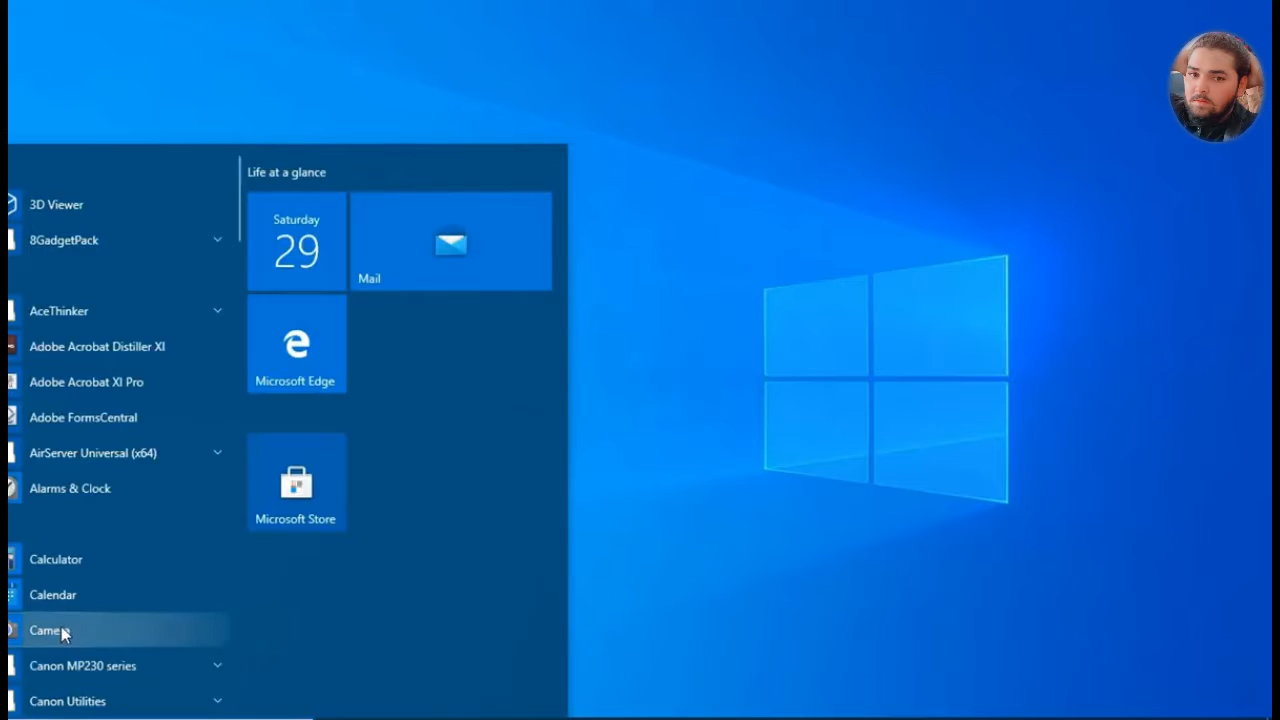 Life at a glance
3D Viewer
8GadgetPack
AceThinker
Adobe Acrobat Distiller XI
Adobe Acrobat XI Pro
Adobe FormsCentral
AirServer Universal (x64)
Alarms & Clock
Calculator
Calendar
Camera
Canon MP230 series
Canon Utilities
Saturday
29
Mail
Microsoft Edge
Microsoft Store